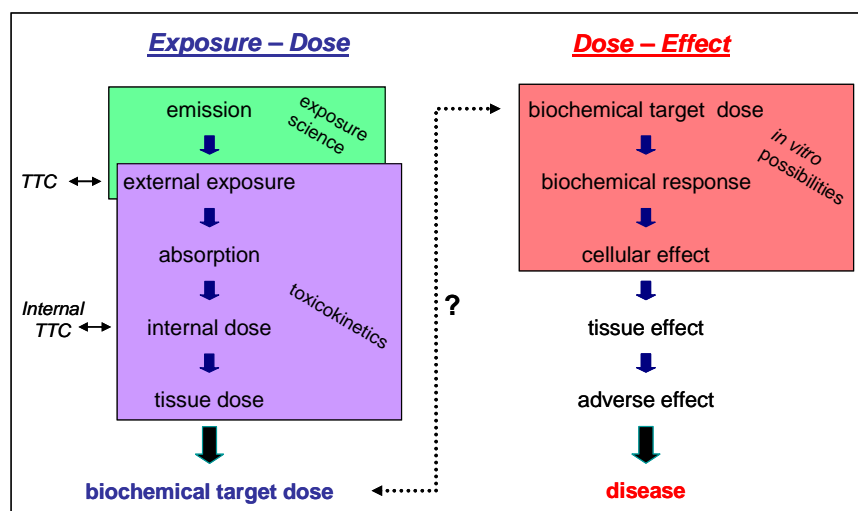 Exposure – Dose
emission
exposure
science
TTC
external exposure
absorption
Internal
TTC
internal dose
toxicokinetics
tissue dose
biochemical target dose
?
Dose – Effect
biochemical target dose
in vitro
possibilities
biochemical response
cellular effect
tissue effect
adverse effect
disease